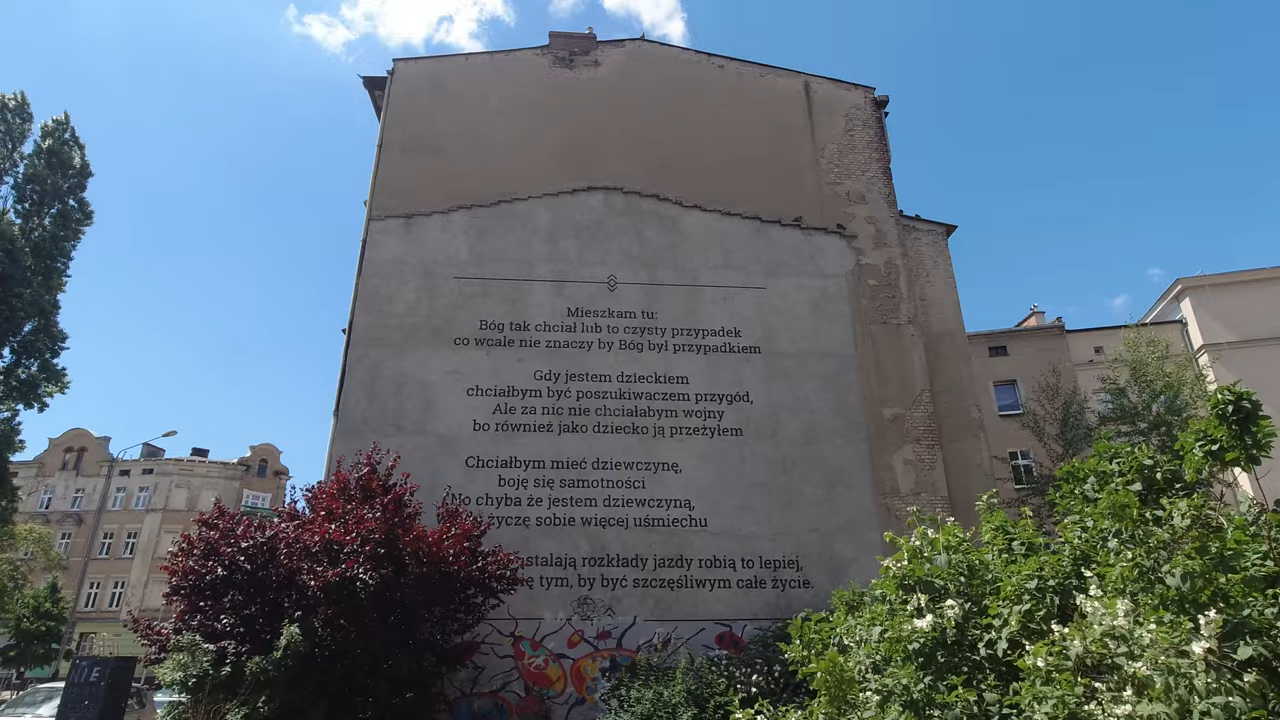 Mieszkam tu:
Bóg tak chciał lub to czysty przypadek
co wcale nie znaczy by Bóg był przypadkiem
Gdy jestem dzieckiem
chciałbym być poszukiwaczem przygód,
Ale za nic nie chciałabym wojny
bo również jako dziecko ją przeżyłem
Chciałbym mieć dziewczynę,
boję się samotności
No chyba że jestem dziewczyną,
życzę sobie więcej uśmiechu
rozkłady jazdy robią to lepiej,
tym, by być szczęśliwym całe życie.
NIE